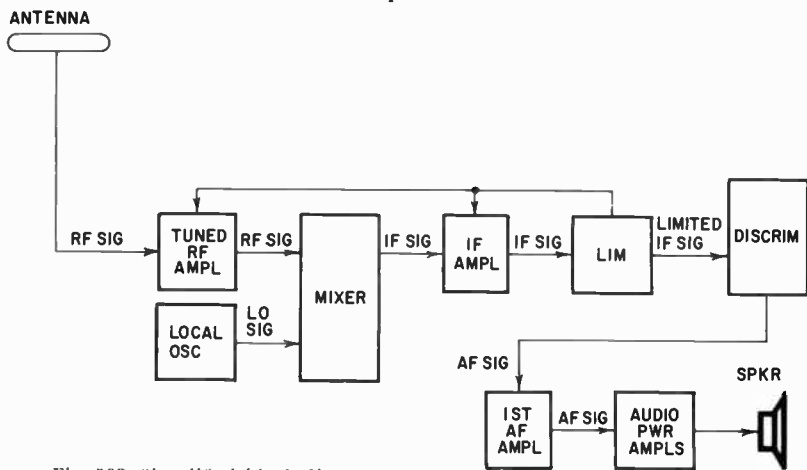 ANTENNA
RF SIG
TUNED
RF
AMPL
RF SIG
LOCAL
OSC
LO
SIG
MIXER
IF SIG
IF
AMPL
IF SIG
LIM
LIMITED
IF SIG
DISCRIM
AF SIG
1ST
AF
AMPL
AF SIG
AUDIO
PWR
AMPLS
SPKR